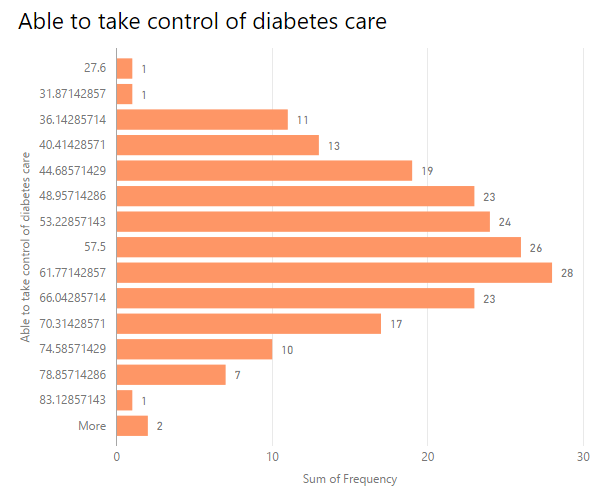 Able to take control of diabetes care
Able to take control of diabetes care
27.6 1
31.87142857 1
36.14285714 11
40.41428571 13
44.68571429 19
48.95714286 23
53.22857143 24
57.5 26
61.77142857 28
66.04285714 23
70.31428571 17
74.58571429 10
78.85714286 7
83.12857143 1
More 2
0 10 20 30
Sum of Frequency